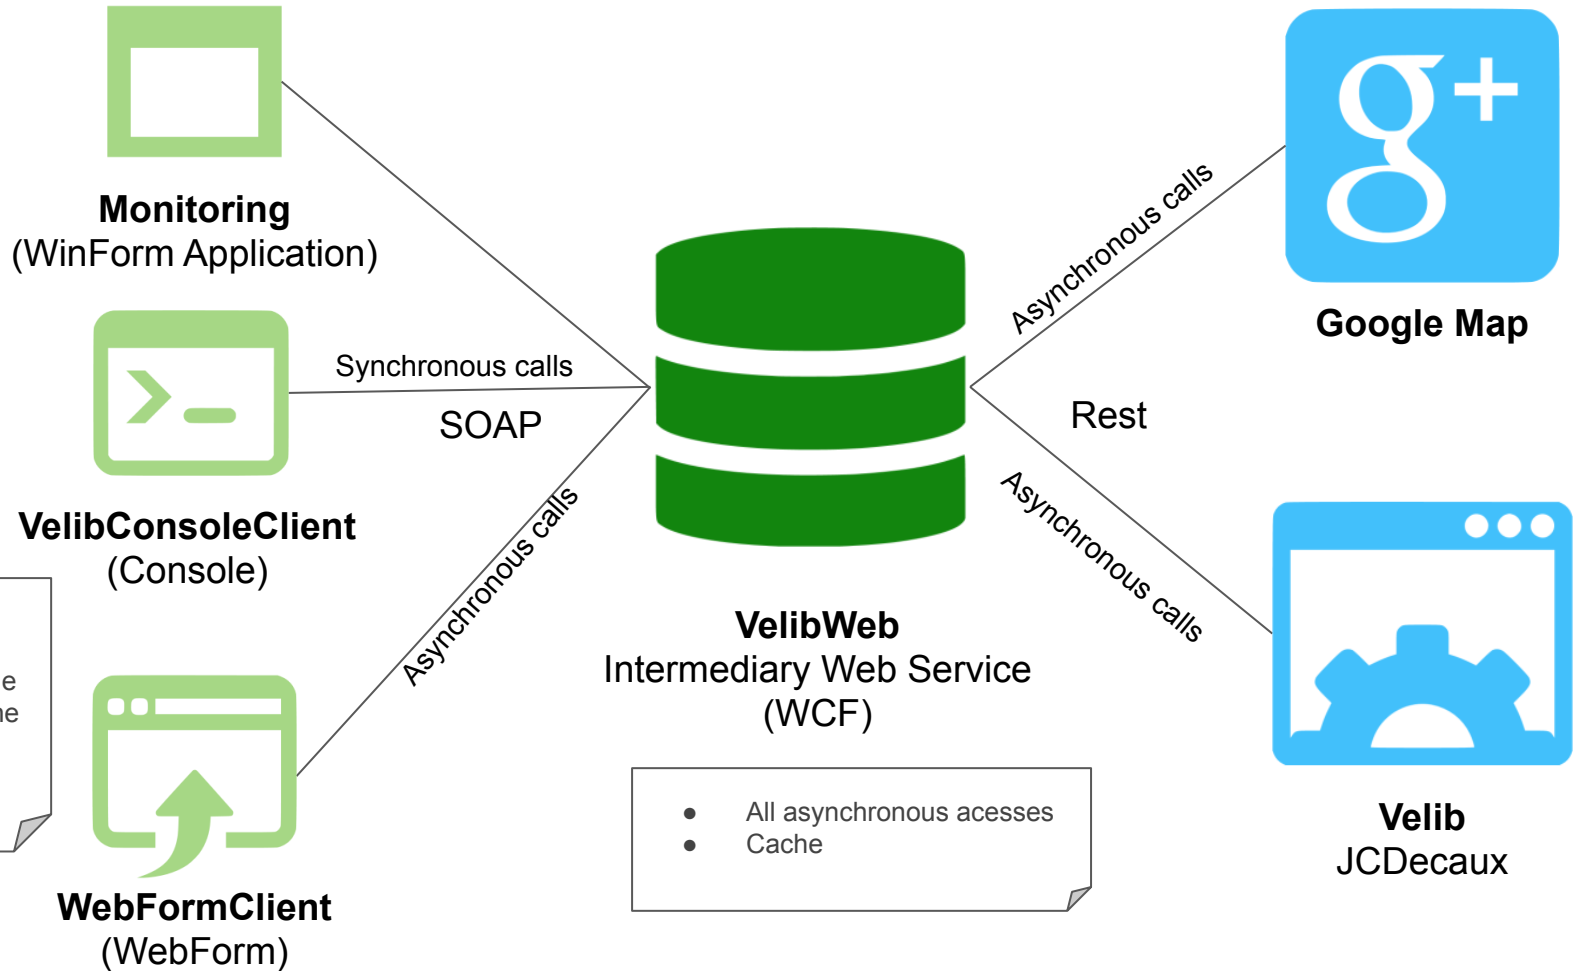 g+
Monitoring
(WinForm Application)
Synchronous calls
SOAP
VelibConsoleClient
(Console)
Asynchronous calls
WebFormClient
(WebForm)
VelibWeb
Intermediary Web Service
(WCF)
● All asynchronous acesses
● Cache
Asynchronous calls
Google Map
Rest
Asynchronous calls
Velib
JCDecaux